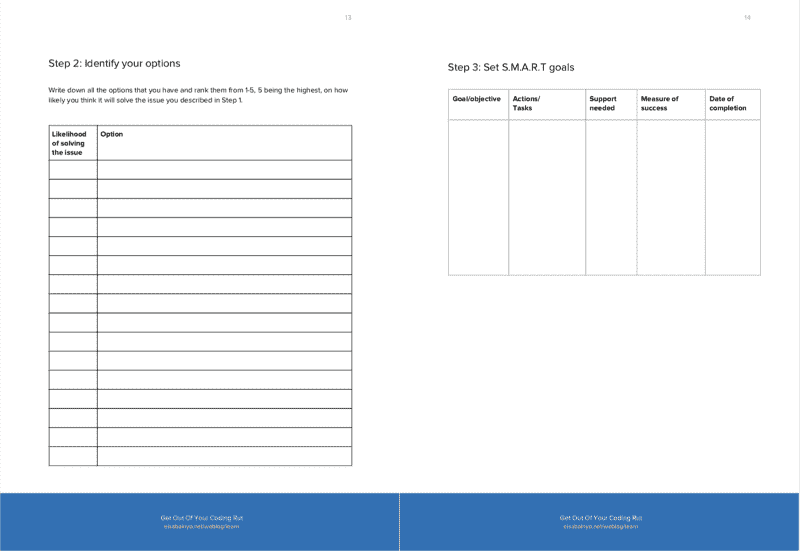 13
Step 2: Identify your options
Write down all the options that you have and rank them from 1-5, 5 being the highest, on how
likely you think it will solve the issue you described in Step 1.
Likelihood
of solving
the issue
Option
Get Out Of Your Coding Rut
14
Step 3: Set S.M.A.R.T goals
Goal/objective
Actions/
Tasks
Support
needed
Measure of
success
Date of
completion
Get Out Of Your Coding Rut